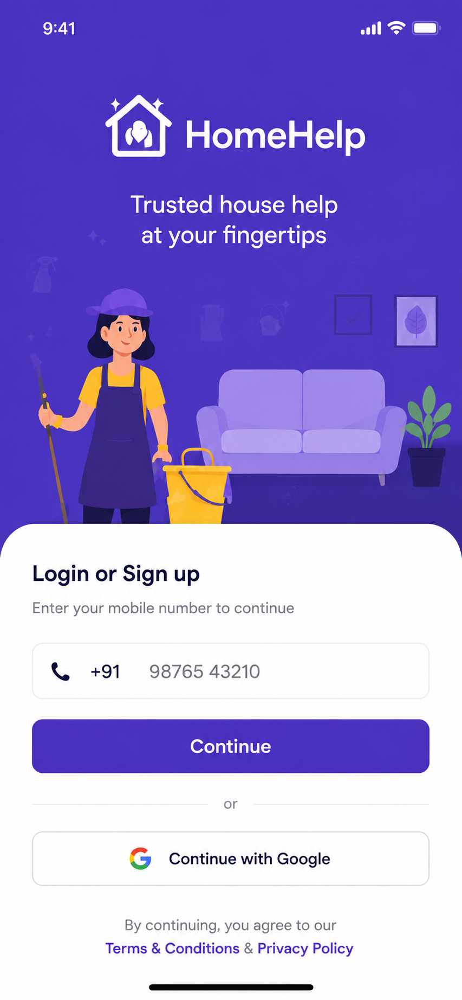 9:41
HomeHelp
Trusted house help
at your fingertips
Login or Sign up
Enter your mobile number to continue
+91 98765 43210
Continue
or
Continue with Google
By continuing, you agree to our
Terms & Conditions & Privacy Policy